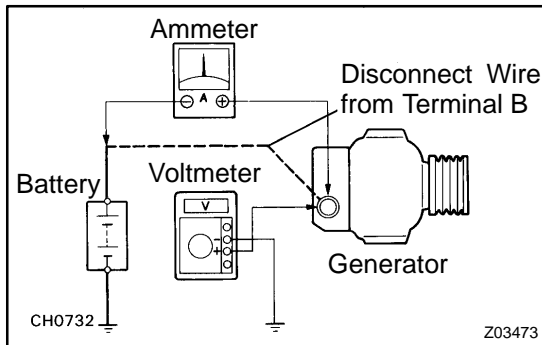 Ammeter
⊖ A ⊕
Disconnect Wire
from Terminal B
Battery
Voltmeter
V
−
+
Generator
CH0732
Z03473